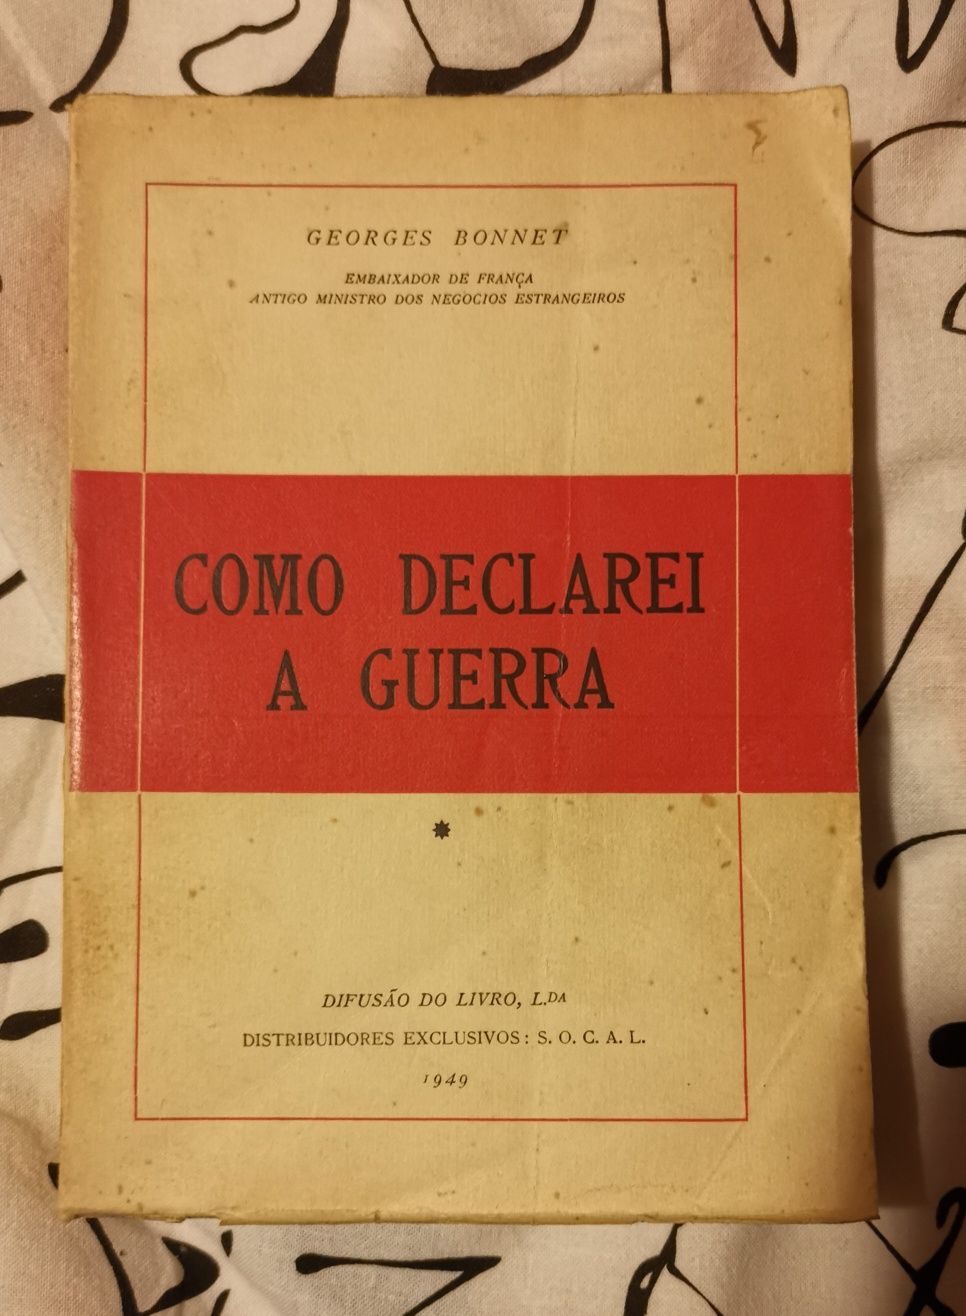 GEORGES BONNET
EMBAIXADOR DE FRANÇA
ANTIGO MINISTRO DOS NEGOCIOS ESTRANGEIROS
COMO DECLAREI
A GUERRA
DIFUSÃO DO LIVRO, L.DA
DISTRIBUIDORES EXCLUSIVOS: S. O. C. A. L.
1949